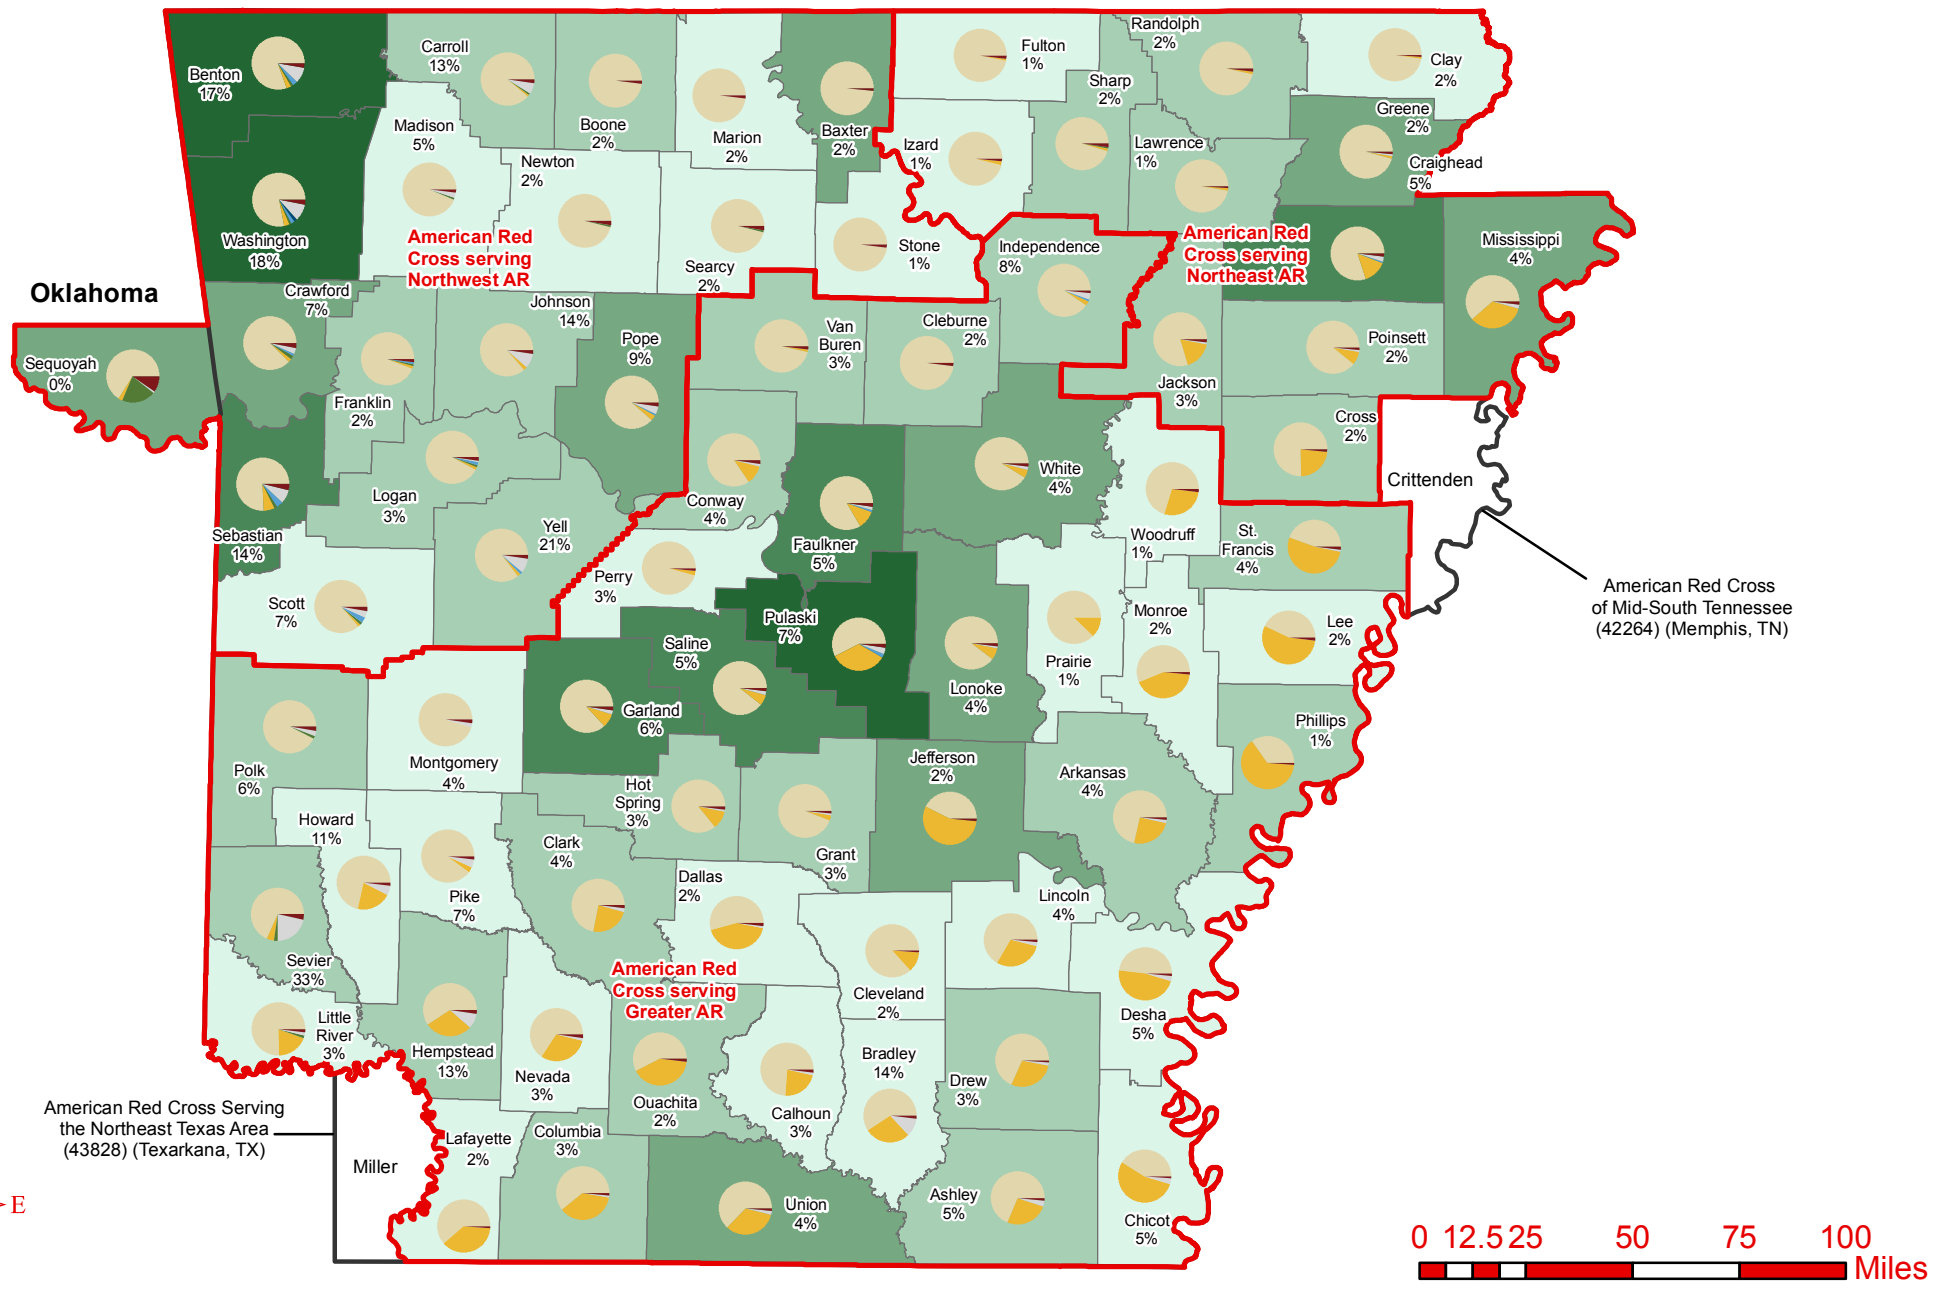 Benton
17%
Carroll
13%
Boone
2%
Marion
2%
Baxter
2%
Fulton
1%
Randolph
2%
Sharp
2%
Clay
2%
Greene
2%
Craighead
5%
Izard
1%
Lawrence
1%
Madison
5%
Newton
2%
Washington
18%
American Red
Cross serving
Northwest AR
Searcy
2%
Stone
1%
Independence
8%
American Red
Cross serving
Northeast AR
Mississippi
4%
Oklahoma
Sequoyah
0%
Crawford
7%
Franklin
2%
Johnson
14%
Pope
9%
Van
Buren
3%
Cleburne
2%
Jackson
3%
Poinsett
2%
Cross
2%
Crittenden
Sebastian
14%
Logan
3%
Yell
21%
Conway
4%
Faulkner
5%
White
4%
Woodruff
1%
St.
Francis
4%
American Red Cross
of Mid-South Tennessee
(42264) (Memphis, TN)
Scott
7%
Perry
3%
Pulaski
7%
Saline
5%
Garland
6%
Lonoke
4%
Prairie
1%
Monroe
2%
Lee
2%
Phillips
1%
Polk
6%
Montgomery
4%
Hot
Spring
3%
Grant
3%
Jefferson
2%
Arkansas
4%
Howard
11%
Pike
7%
Clark
4%
Dallas
2%
Lincoln
4%
Sevier
33%
American Red
Cross serving
Greater AR
Cleveland
2%
Desha
5%
Little
River
3%
Hempstead
13%
Nevada
3%
Ouachita
2%
Calhoun
3%
Bradley
14%
Drew
3%
American Red Cross Serving
the Northeast Texas Area
(43828) (Texarkana, TX)
Miller
Lafayette
2%
Columbia
3%
Union
4%
Ashley
5%
Chicot
5%
E
0 12.5 25 50 75 100
Miles